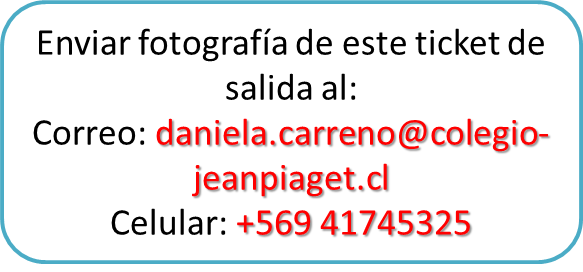 Enviar fotografía de este ticket de
salida al:
Correo: daniela.carreno@colegio-
jeanpiaget.cl
Celular: +569 41745325